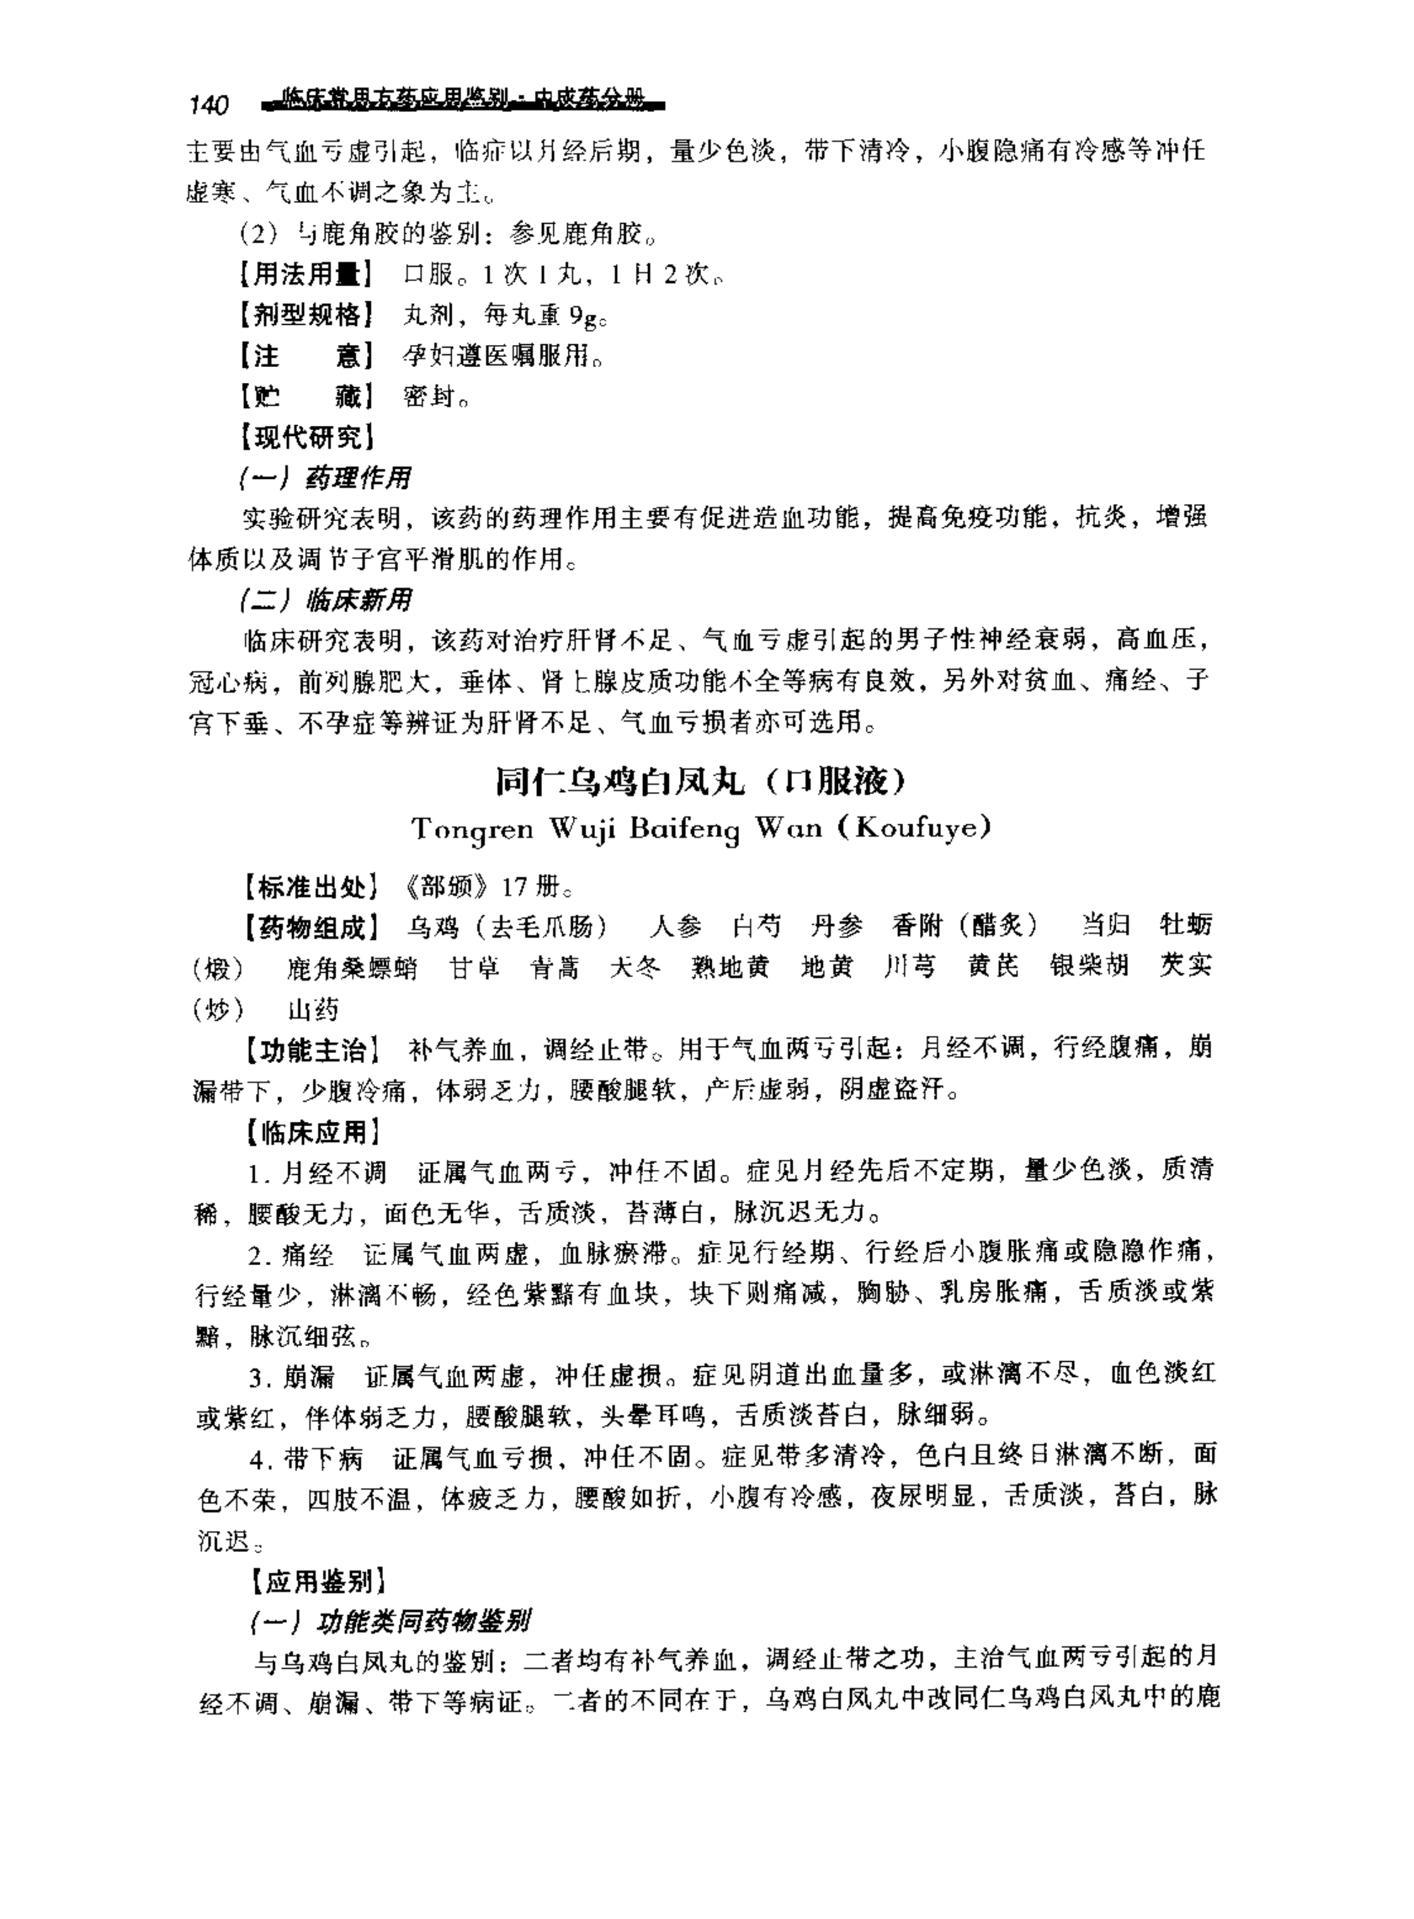 140 临床常用方药应用鉴别·中成药分册
主要由气血亏虚引起，临症以月经后期，量少色淡，带下清冷，小腹隐痛有冷感等冲任
虚寒、气血不调之象为主。
（2）与鹿角胶的鉴别：参见鹿角胶。
【用法用量】 口服。1 次 1 丸，1 日 2 次。
【剂型规格】 丸剂，每丸重 9g。
【注　　意】 孕妇遵医嘱服用。
【贮　　藏】 密封。
【现代研究】
（一）药理作用
实验研究表明，该药的药理作用主要有促进造血功能，提高免疫功能，抗炎，增强
体质以及调节子宫平滑肌的作用。
（二）临床新用
临床研究表明，该药对治疗肝肾不足、气血亏虚引起的男子性神经衰弱，高血压，
冠心病，前列腺肥大，垂体、肾上腺皮质功能不全等病有良效，另外对贫血、痛经、子
宫下垂、不孕症等辨证为肝肾不足、气血亏损者亦可选用。
同仁乌鸡白凤丸（口服液）
Tongren Wuji Baifeng Wan（Koufuye）
【标准出处】《部颁》17 册。
【药物组成】 乌鸡（去毛爪肠） 人参 白芍 丹参 香附（醋炙） 当归 牡蛎
（煅） 鹿角桑螵蛸 甘草 青蒿 天冬 熟地黄 地黄 川芎 黄芪 银柴胡 芡实
（炒） 山药
【功能主治】 补气养血，调经止带。用于气血两亏引起：月经不调，行经腹痛，崩
漏带下，少腹冷痛，体弱乏力，腰酸腿软，产后虚弱，阴虚盗汗。
【临床应用】
1. 月经不调 证属气血两亏，冲任不固。症见月经先后不定期，量少色淡，质清
稀，腰酸无力，面色无华，舌质淡，苔薄白，脉沉迟无力。
2. 痛经 证属气血两虚，血脉瘀滞。症见行经期、行经后小腹胀痛或隐隐作痛，
行经量少，淋漓不畅，经色紫黯有血块，块下则痛减，胸胁、乳房胀痛，舌质淡或紫
黯，脉沉细弦。
3. 崩漏 证属气血两虚，冲任虚损。症见阴道出血量多，或淋漓不尽，血色淡红
或紫红，伴体弱乏力，腰酸腿软，头晕耳鸣，舌质淡苔白，脉细弱。
4. 带下病 证属气血亏损，冲任不固。症见带多清冷，色白且终日淋漓不断，面
色不荣，四肢不温，体疲乏力，腰酸如折，小腹有冷感，夜尿明显，舌质淡，苔白，脉
沉迟。
【应用鉴别】
（一）功能类同药物鉴别
与乌鸡白凤丸的鉴别：二者均有补气养血，调经止带之功，主治气血两亏引起的月
经不调、崩漏、带下等病证。二者的不同在于，乌鸡白凤丸中改同仁乌鸡白凤丸中的鹿